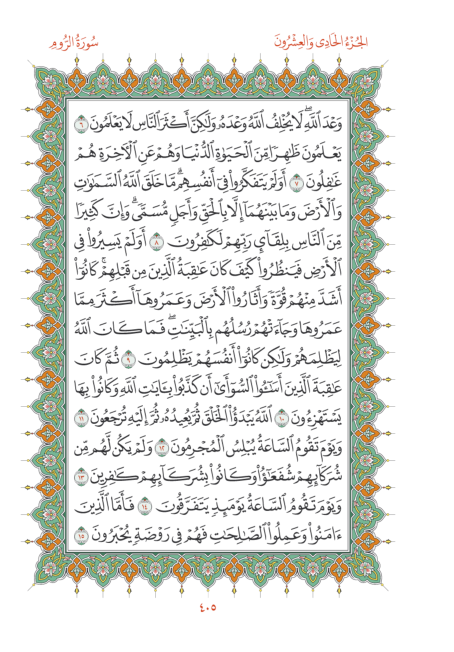 الجُزْءُ الحَادِى وَالعِشْرُونَ
سُورَةُ الرُّومِ
وَعْدَ ٱللَّهِ ۖ لَا يُخْلِفُ ٱللَّهُ وَعْدَهُۥ وَلَٰكِنَّ أَكْثَرَ ٱلنَّاسِ لَا يَعْلَمُونَ ٦
يَعْلَمُونَ ظَٰهِرًا مِّنَ ٱلْحَيَوٰةِ ٱلدُّنْيَا وَهُمْ عَنِ ٱلْأٓخِرَةِ هُمْ
غَٰفِلُونَ ٧ أَوَلَمْ يَتَفَكَّرُوا۟ فِىٓ أَنفُسِهِم ۗ مَّا خَلَقَ ٱللَّهُ ٱلسَّمَٰوَٰتِ
وَٱلْأَرْضَ وَمَا بَيْنَهُمَآ إِلَّا بِٱلْحَقِّ وَأَجَلٍ مُّسَمًّى ۗ وَإِنَّ كَثِيرًا
مِّنَ ٱلنَّاسِ بِلِقَآئِ رَبِّهِمْ لَكَٰفِرُونَ ٨ أَوَلَمْ يَسِيرُوا۟ فِى
ٱلْأَرْضِ فَيَنظُرُوا۟ كَيْفَ كَانَ عَٰقِبَةُ ٱلَّذِينَ مِن قَبْلِهِمْ ۚ كَانُوٓا۟
أَشَدَّ مِنْهُمْ قُوَّةً وَأَثَارُوا۟ ٱلْأَرْضَ وَعَمَرُوهَآ أَكْثَرَ مِمَّا
عَمَرُوهَا وَجَآءَتْهُمْ رُسُلُهُم بِٱلْبَيِّنَٰتِ ۖ فَمَا كَانَ ٱللَّهُ
لِيَظْلِمَهُمْ وَلَٰكِن كَانُوٓا۟ أَنفُسَهُمْ يَظْلِمُونَ ٩ ثُمَّ كَانَ
عَٰقِبَةَ ٱلَّذِينَ أَسَٰٓـُٔوا۟ ٱلسُّوٓأَىٰٓ أَن كَذَّبُوا۟ بِـَٔايَٰتِ ٱللَّهِ وَكَانُوا۟ بِهَا
يَسْتَهْزِءُونَ ١٠ ٱللَّهُ يَبْدَؤُا۟ ٱلْخَلْقَ ثُمَّ يُعِيدُهُۥ ثُمَّ إِلَيْهِ تُرْجَعُونَ ١١
وَيَوْمَ تَقُومُ ٱلسَّاعَةُ يُبْلِسُ ٱلْمُجْرِمُونَ ١٢ وَلَمْ يَكُن لَّهُم مِّن
شُرَكَآئِهِمْ شُفَعَٰٓؤُا۟ وَكَانُوا۟ بِشُرَكَآئِهِمْ كَٰفِرِينَ ١٣
وَيَوْمَ تَقُومُ ٱلسَّاعَةُ يَوْمَئِذٍ يَتَفَرَّقُونَ ١٤ فَأَمَّا ٱلَّذِينَ
ءَامَنُوا۟ وَعَمِلُوا۟ ٱلصَّٰلِحَٰتِ فَهُمْ فِى رَوْضَةٍ يُحْبَرُونَ ١٥
٤٠٥